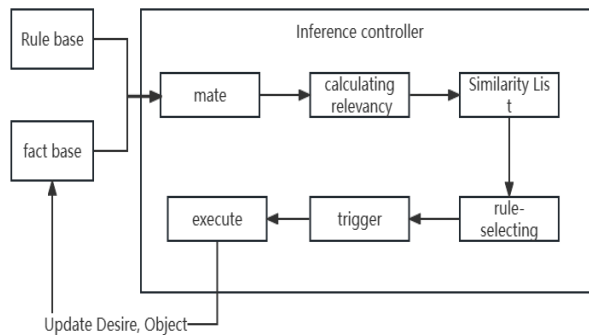 Rule base
Inference controller
mate
calculating
relevancy
Similarity Lis
t
fact base
execute
trigger
rule-
selecting
Update Desire, Object